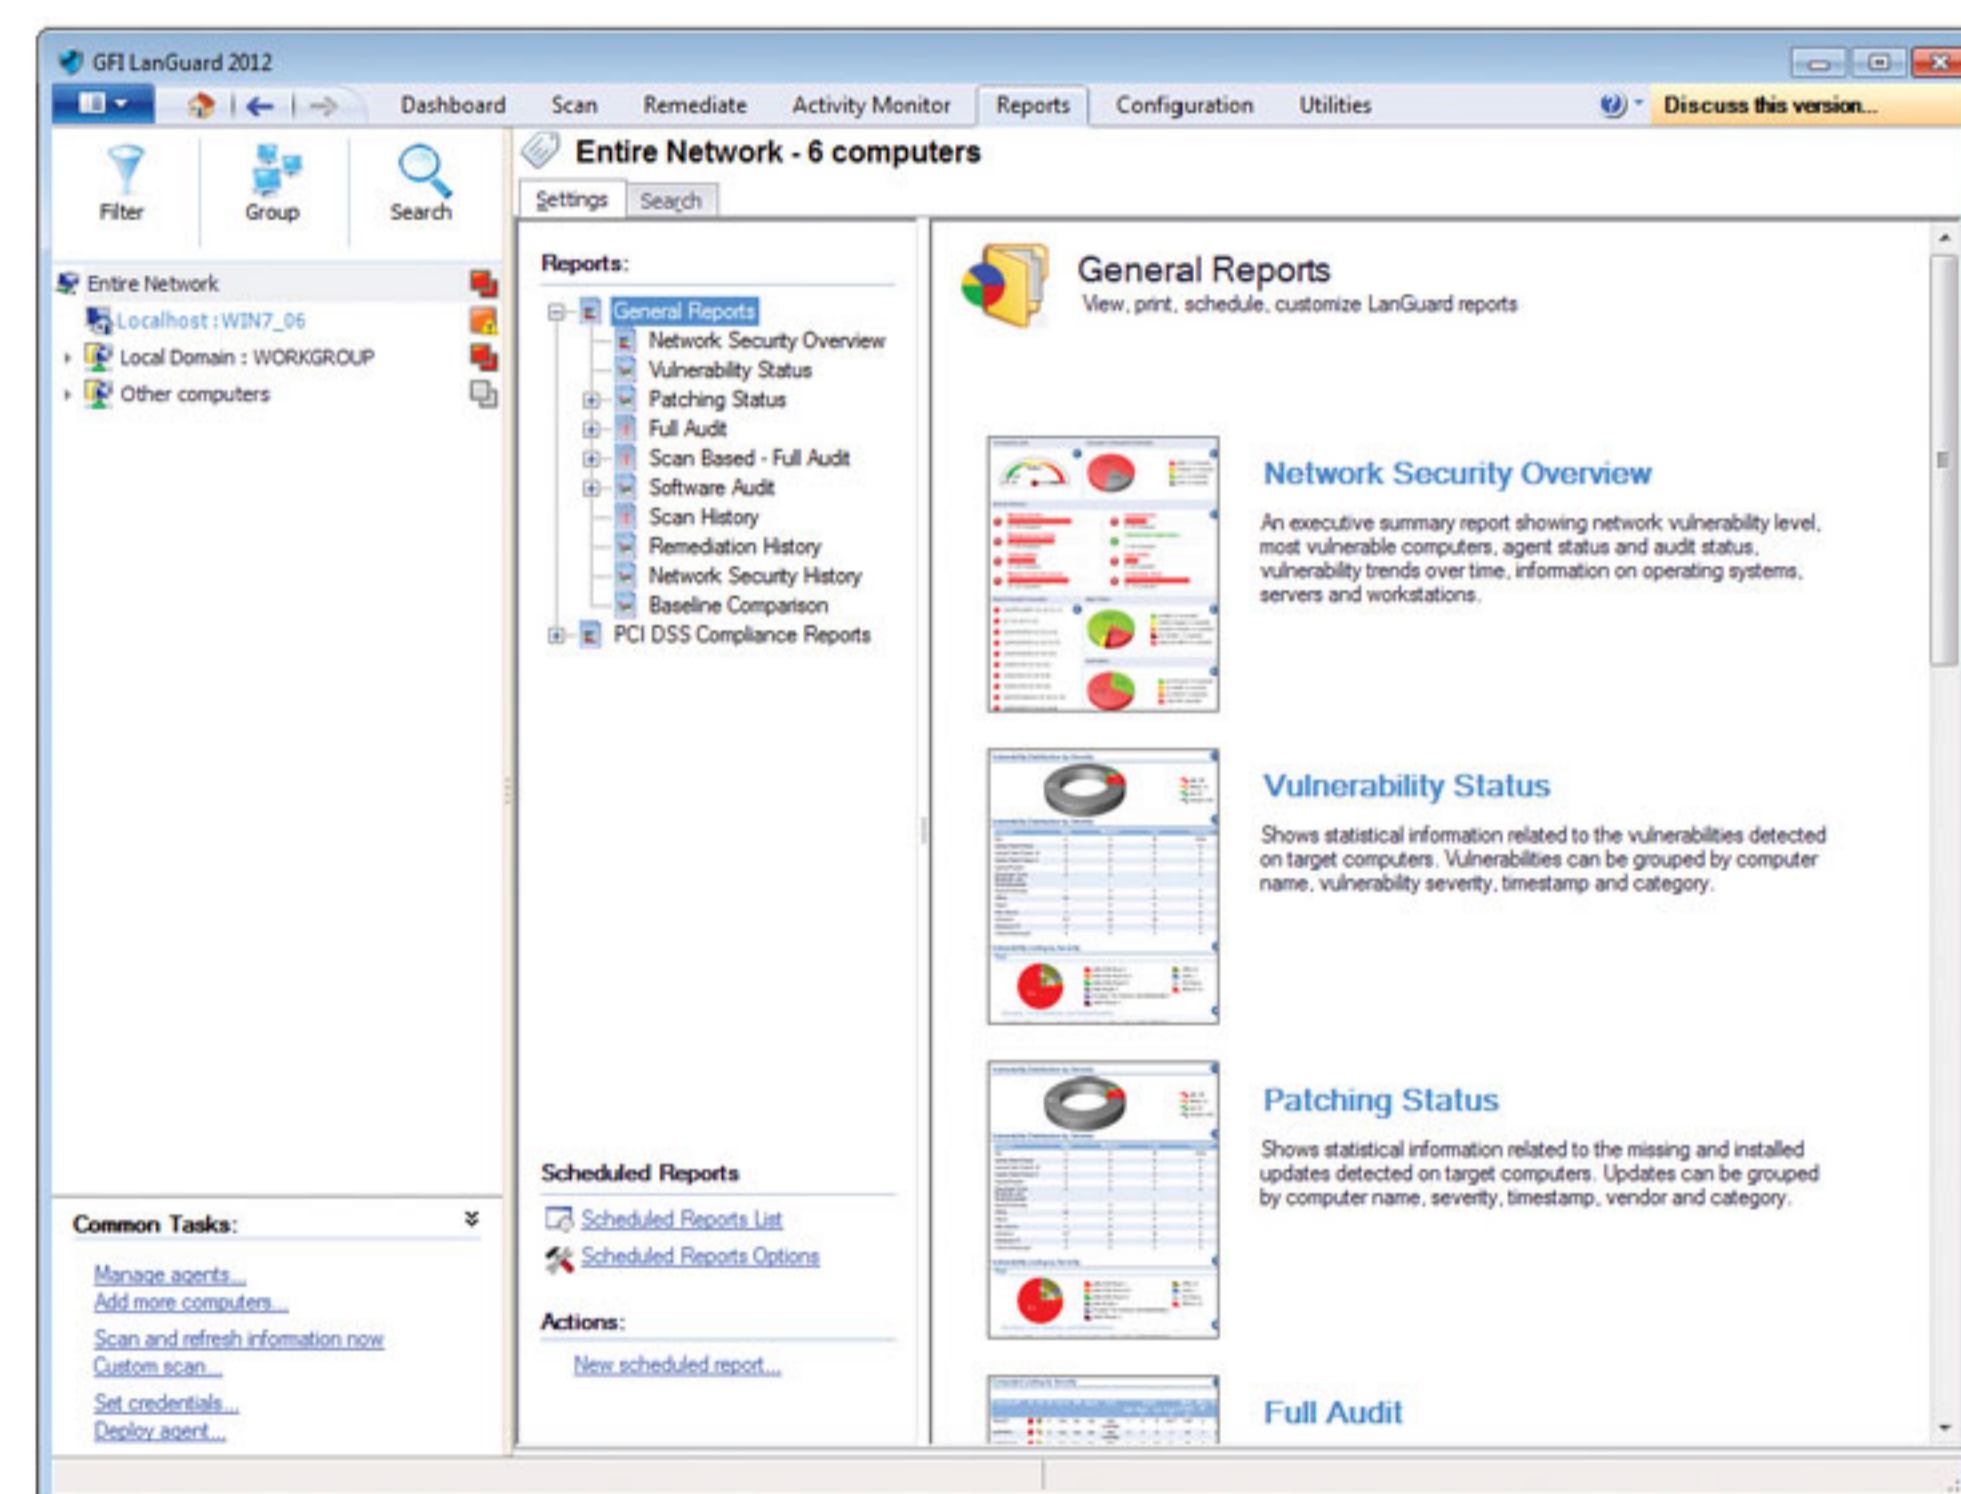 GFI LanGuard 2012
Dashboard Scan Remediate Activity Monitor Reports Configuration Utilities Discuss this version...
Filter Group Search
Entire Network
Localhost : WIN7_06
Local Domain : WORKGROUP
Other computers
Common Tasks:
Manage agents...
Add more computers...
Scan and refresh information now
Custom scan...
Set credentials...
Deploy agent...
Entire Network - 6 computers
Settings Search
Reports:
General Reports
Network Security Overview
Vulnerability Status
Patching Status
Full Audit
Scan Based - Full Audit
Software Audit
Scan History
Remediation History
Network Security History
Baseline Comparison
PCI DSS Compliance Reports
Scheduled Reports
Scheduled Reports List
Scheduled Reports Options
Actions:
New scheduled report...
General Reports
View, print, schedule, customize LanGuard reports
Network Security Overview
An executive summary report showing network vulnerability level,
most vulnerable computers, agent status and audit status,
vulnerability trends over time, information on operating systems,
servers and workstations.
Vulnerability Status
Shows statistical information related to the vulnerabilities detected
on target computers. Vulnerabilities can be grouped by computer
name, vulnerability severity, timestamp and category.
Patching Status
Shows statistical information related to the missing and installed
updates detected on target computers. Updates can be grouped
by computer name, severity, timestamp, vendor and category.
Full Audit